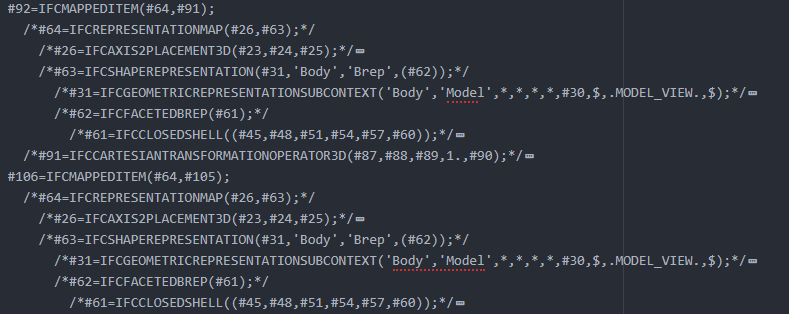 #92=IFCMAPPEDITEM(#64,#91);
/*#64=IFCREPRESENTATIONMAP(#26,#63);*/
/*#26=IFCAXIS2PLACEMENT3D(#23,#24,#25);*/
/*#63=IFCSHAPEREPRESENTATION(#31,'Body','Brep',(#62));*/
/*#31=IFCGEOMETRICREPRESENTATIONSUBCONTEXT('Body','Model',*,*,*,*,#30,$,.MODEL_VIEW.,$);*/
/*#62=IFCFACETEDBREP(#61);*/
/*#61=IFCCLOSEDSHELL((#45,#48,#51,#54,#57,#60));*/
/*#91=IFCCARTESIANTRANSFORMATIONOPERATOR3D(#87,#88,#89,1.,#90);*/
#106=IFCMAPPEDITEM(#64,#105);
/*#64=IFCREPRESENTATIONMAP(#26,#63);*/
/*#26=IFCAXIS2PLACEMENT3D(#23,#24,#25);*/
/*#63=IFCSHAPEREPRESENTATION(#31,'Body','Brep',(#62));*/
/*#31=IFCGEOMETRICREPRESENTATIONSUBCONTEXT('Body','Model',*,*,*,*,#30,$,.MODEL_VIEW.,$);*/
/*#62=IFCFACETEDBREP(#61);*/
/*#61=IFCCLOSEDSHELL((#45,#48,#51,#54,#57,#60));*/